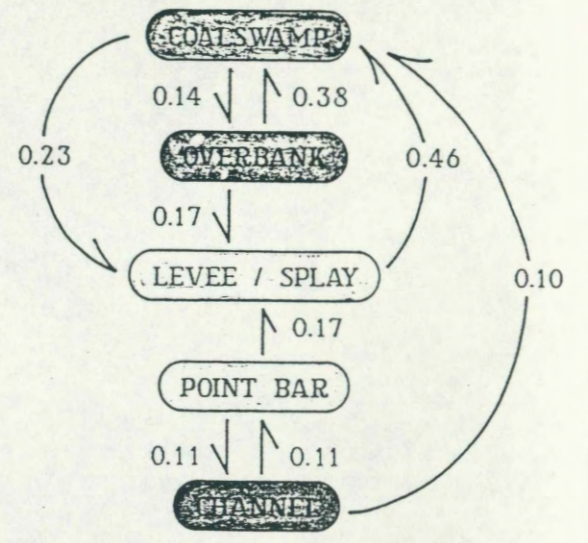 COALSWAMP
0.14 0.38
0.23 OVERBANK 0.46
0.17
LEVEE / SPLAY 0.10
0.17
POINT BAR
0.11 0.11
CHANNEL